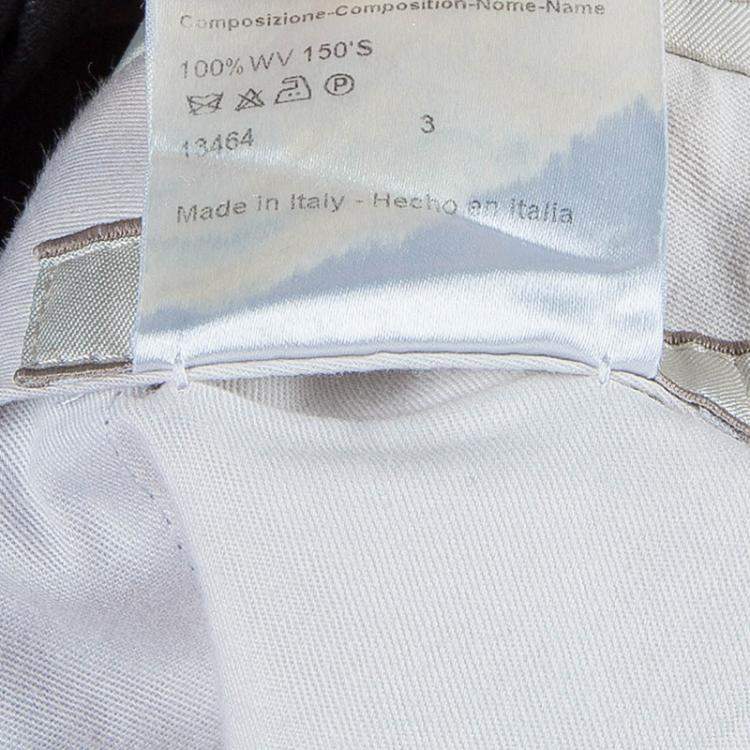 Composizione-Composition-Nome-Name
100% WV 150'S
P
13464
3
Made in Italy - Hecho en italia